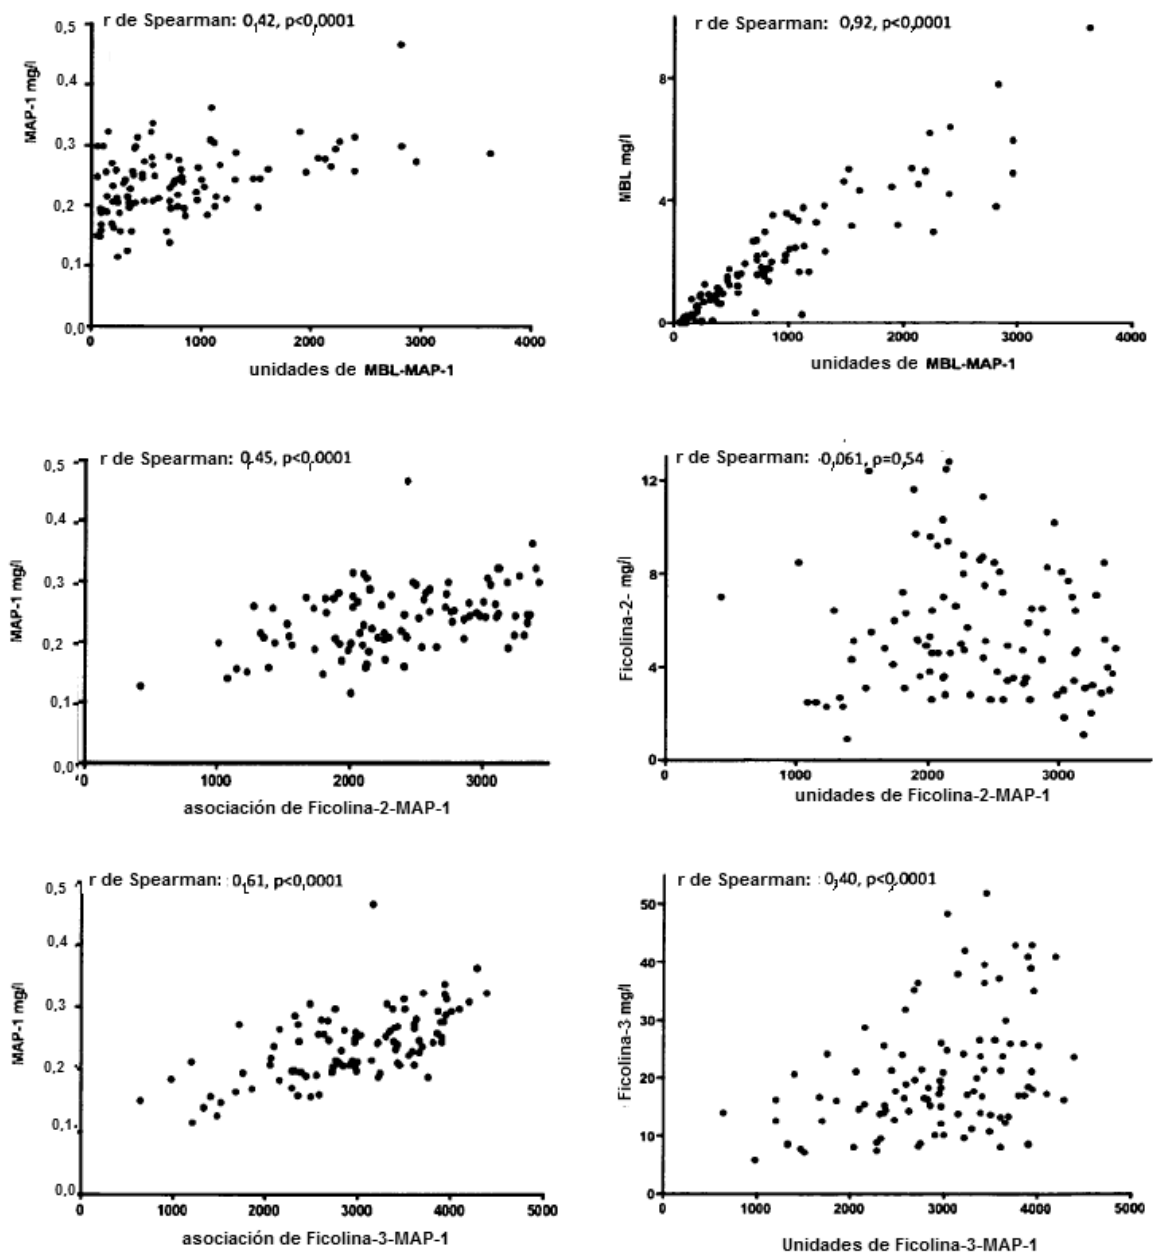 r de Spearman: 0,42, p<0,0001
MAP-1 mg/l
0,5
0,4
0,3
0,2
0,1
0,0
0 1000 2000 3000 4000
unidades de MBL-MAP-1
r de Spearman: 0,92, p<0,0001
MBL mg/l
8
4
0
0 1000 2000 3000 4000
unidades de MBL-MAP-1
r de Spearman: 0,45, p<0,0001
MAP-1 mg/l
0,5
0,4
0,3
0,2
0,1
0,0
0 1000 2000 3000
asociación de Ficolina-2-MAP-1
r de Spearman: -0,061, p=0,54
Ficolina-2- mg/l
12
8
4
0
0 1000 2000 3000
unidades de Ficolina-2-MAP-1
r de Spearman: 0,61, p<0,0001
MAP-1 mg/l
0,5
0,4
0,3
0,2
0,1
0,0
0 1000 2000 3000 4000 5000
asociación de Ficolina-3-MAP-1
r de Spearman: 0,40, p<0,0001
Ficolina-3 mg/l
50
40
30
20
10
0
0 1000 2000 3000 4000 5000
Unidades de Ficolina-3-MAP-1